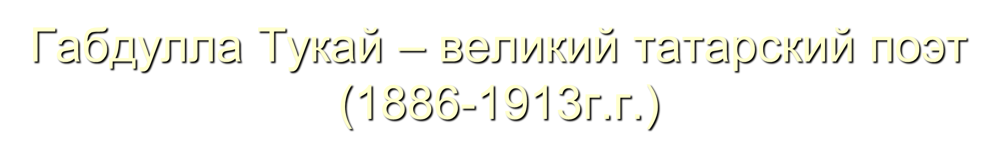 Габдулла Тукай – великий татарский поэт
(1886-1913г.г.)